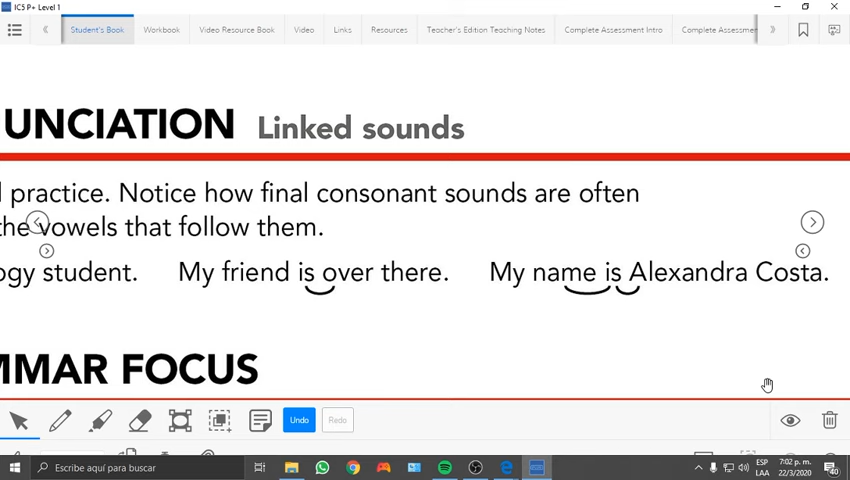 IC5 P+ Level 1
Student's Book Workbook Video Resource Book Video Links Resources Teacher's Edition Teaching Notes Complete Assessment Intro Complete Assessmen
UNCIATION Linked sounds
practice. Notice how final consonant sounds are often
the vowels that follow them.
ogy student. My friend is over there. My name is Alexandra Costa.
MMAR FOCUS
Undo Redo
Escribe aquí para buscar
ESP 7:02 p. m.
LAA 22/3/2020 40